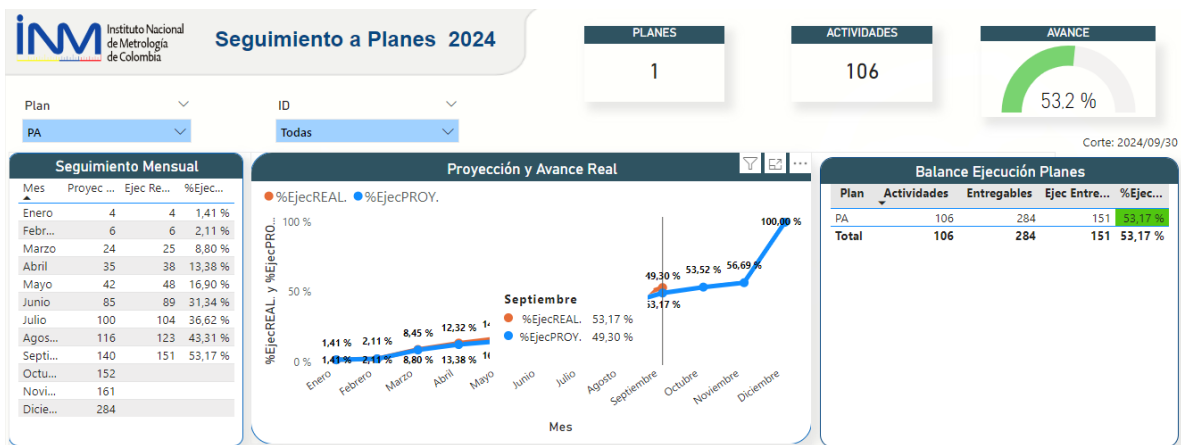 INM Instituto Nacional
de Metrología
de Colombia
Seguimiento a Planes 2024
PLANES
1
ACTIVIDADES
106
AVANCE
53.2 %
Plan
PA
ID
Todas
Corte: 2024/09/30
Seguimiento Mensual
Mes Proyec ... Ejec Re... %Ejec...
Enero 4 4 1,41 %
Febr... 6 6 2,11 %
Marzo 24 25 8,80 %
Abril 35 38 13,38 %
Mayo 42 48 16,90 %
Junio 85 89 31,34 %
Julio 100 104 36,62 %
Agos... 116 123 43,31 %
Septi... 140 151 53,17 %
Octu... 152
Novi... 161
Dicie... 284
Proyección y Avance Real
%EjecREAL. %EjecPROY.
%EjecREAL. y %EjecPRO...
100 %
50 %
0 %
1,41 % 2,11 % 8,45 % 12,32 % 14
1,41 % 2,11 % 8,80 % 13,38 % 16
49,30 % 53,52 % 56,69 % 100,00 %
53,17 %
Septiembre
%EjecREAL. 53,17 %
%EjecPROY. 49,30 %
Enero Febrero Marzo Abril Mayo Junio Julio Agosto Septiembre Octubre Noviembre Diciembre
Mes
Balance Ejecución Planes
Plan Actividades Entregables Ejec Entre... %Ejec...
PA 106 284 151 53,17 %
Total 106 284 151 53,17 %